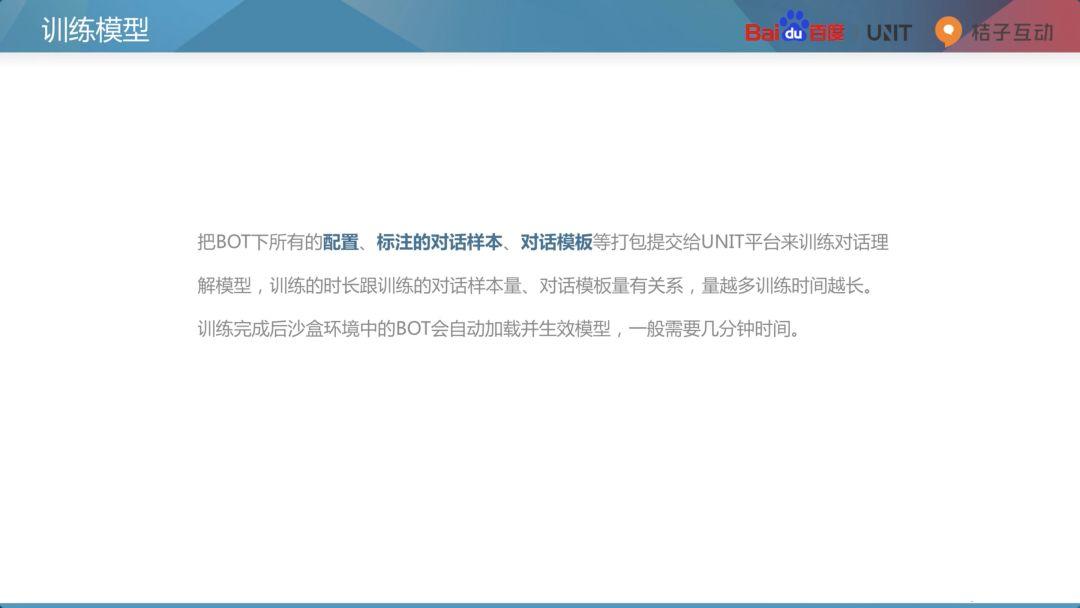 训练模型
Baidu百度 UNIT 桔子互动
把BOT下所有的配置、标注的对话样本、对话模板等打包提交给UNIT平台来训练对话理
解模型，训练的时长跟训练的对话样本量、对话模板量有关系，量越多训练时间越长。
训练完成后沙盒环境中的BOT会自动加载并生效模型，一般需要几分钟时间。